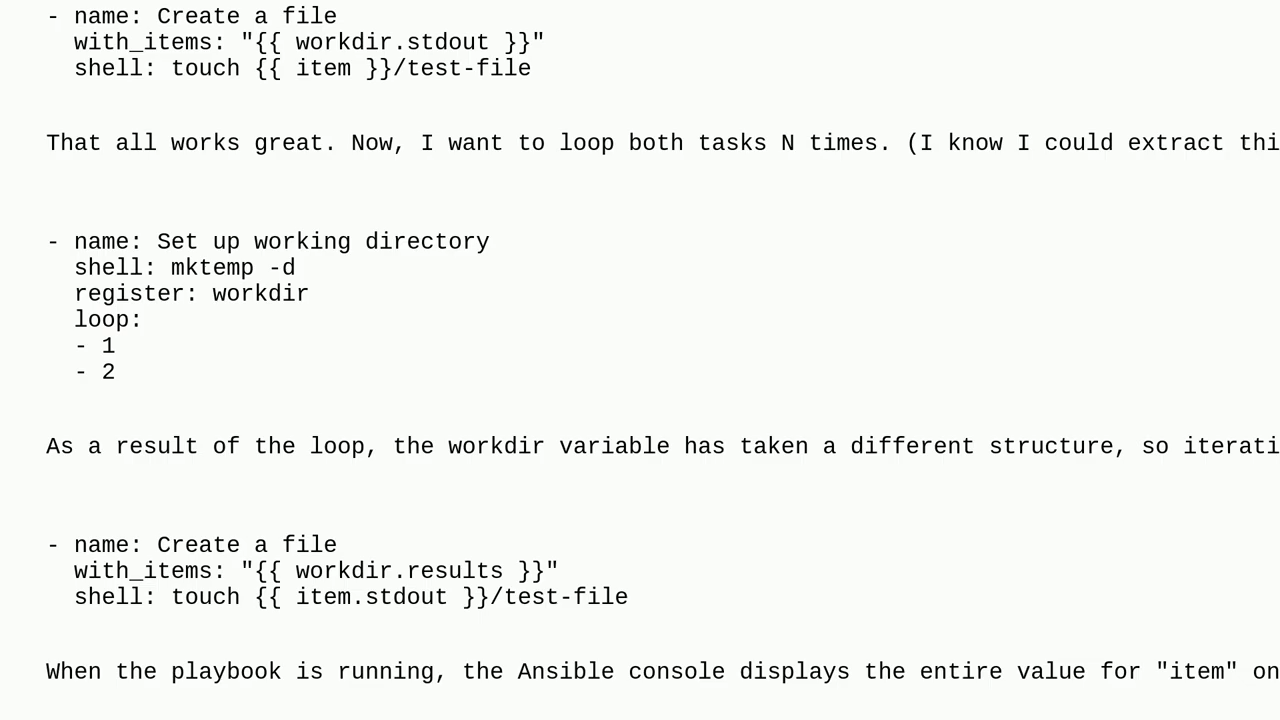 - name: Create a file
  with_items: "{{ workdir.stdout }}"
  shell: touch {{ item }}/test-file
That all works great. Now, I want to loop both tasks N times. (I know I could extract thi
- name: Set up working directory
  shell: mktemp -d
  register: workdir
  loop:
  - 1
  - 2
As a result of the loop, the workdir variable has taken a different structure, so iterati
- name: Create a file
  with_items: "{{ workdir.results }}"
  shell: touch {{ item.stdout }}/test-file
When the playbook is running, the Ansible console displays the entire value for "item" on